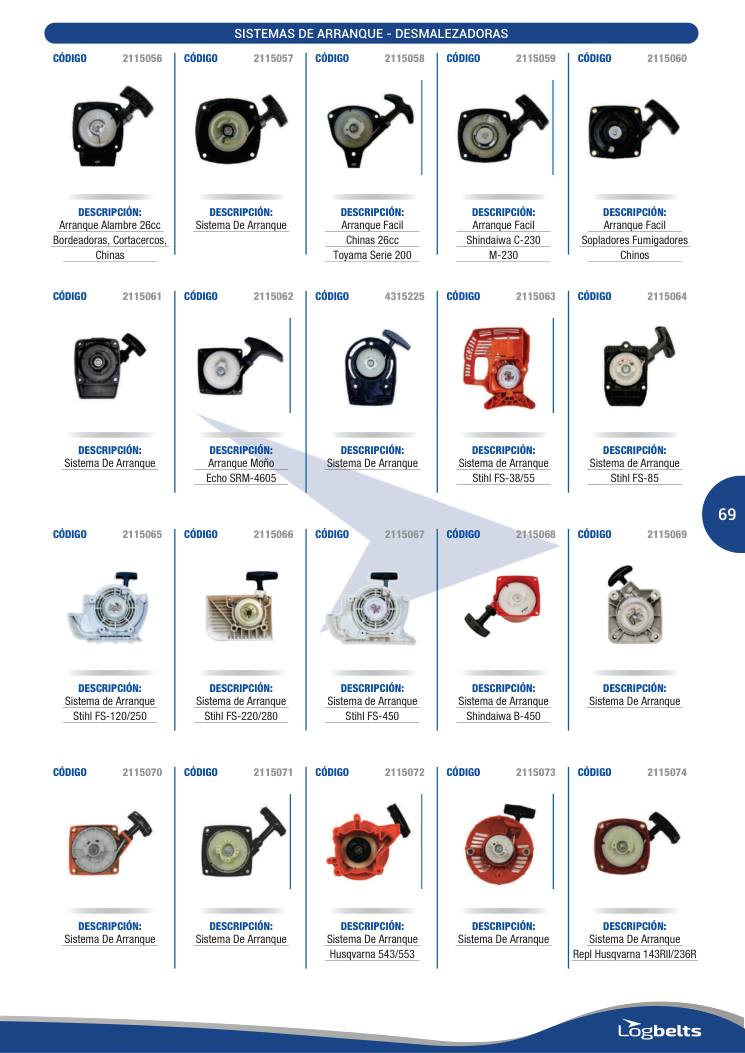 SISTEMAS DE ARRANQUE - DESMALEZADORAS
CÓDIGO 2115056
DESCRIPCIÓN:
Arranque Alambre 26cc
Bordeadoras, Cortacercos,
Chinas
CÓDIGO 2115057
DESCRIPCIÓN:
Sistema De Arranque
CÓDIGO 2115058
DESCRIPCIÓN:
Arranque Facil
Chinas 26cc
Toyama Serie 200
CÓDIGO 2115059
DESCRIPCIÓN:
Arranque Facil
Shindaiwa C-230
M-230
CÓDIGO 2115060
DESCRIPCIÓN:
Arranque Facil
Sopladores Fumigadores
Chinos
CÓDIGO 2115061
DESCRIPCIÓN:
Sistema De Arranque
CÓDIGO 2115062
DESCRIPCIÓN:
Arranque Moño
Echo SRM-4605
CÓDIGO 4315225
DESCRIPCIÓN:
Sistema De Arranque
CÓDIGO 2115063
DESCRIPCIÓN:
Sistema de Arranque
Stihl FS-38/55
CÓDIGO 2115064
DESCRIPCIÓN:
Sistema de Arranque
Stihl FS-85
69
CÓDIGO 2115065
DESCRIPCIÓN:
Sistema de Arranque
Stihl FS-120/250
CÓDIGO 2115066
DESCRIPCIÓN:
Sistema de Arranque
Stihl FS-220/280
CÓDIGO 2115067
DESCRIPCIÓN:
Sistema de Arranque
Stihl FS-450
CÓDIGO 2115068
DESCRIPCIÓN:
Sistema de Arranque
Shindaiwa B-450
CÓDIGO 2115069
DESCRIPCIÓN:
Sistema De Arranque
CÓDIGO 2115070
DESCRIPCIÓN:
Sistema De Arranque
CÓDIGO 2115071
DESCRIPCIÓN:
Sistema De Arranque
CÓDIGO 2115072
DESCRIPCIÓN:
Sistema De Arranque
Husqvarna 543/553
CÓDIGO 2115073
DESCRIPCIÓN:
Sistema De Arranque
CÓDIGO 2115074
DESCRIPCIÓN:
Sistema De Arranque
Repl Husqvarna 143RII/236R
Logbelts